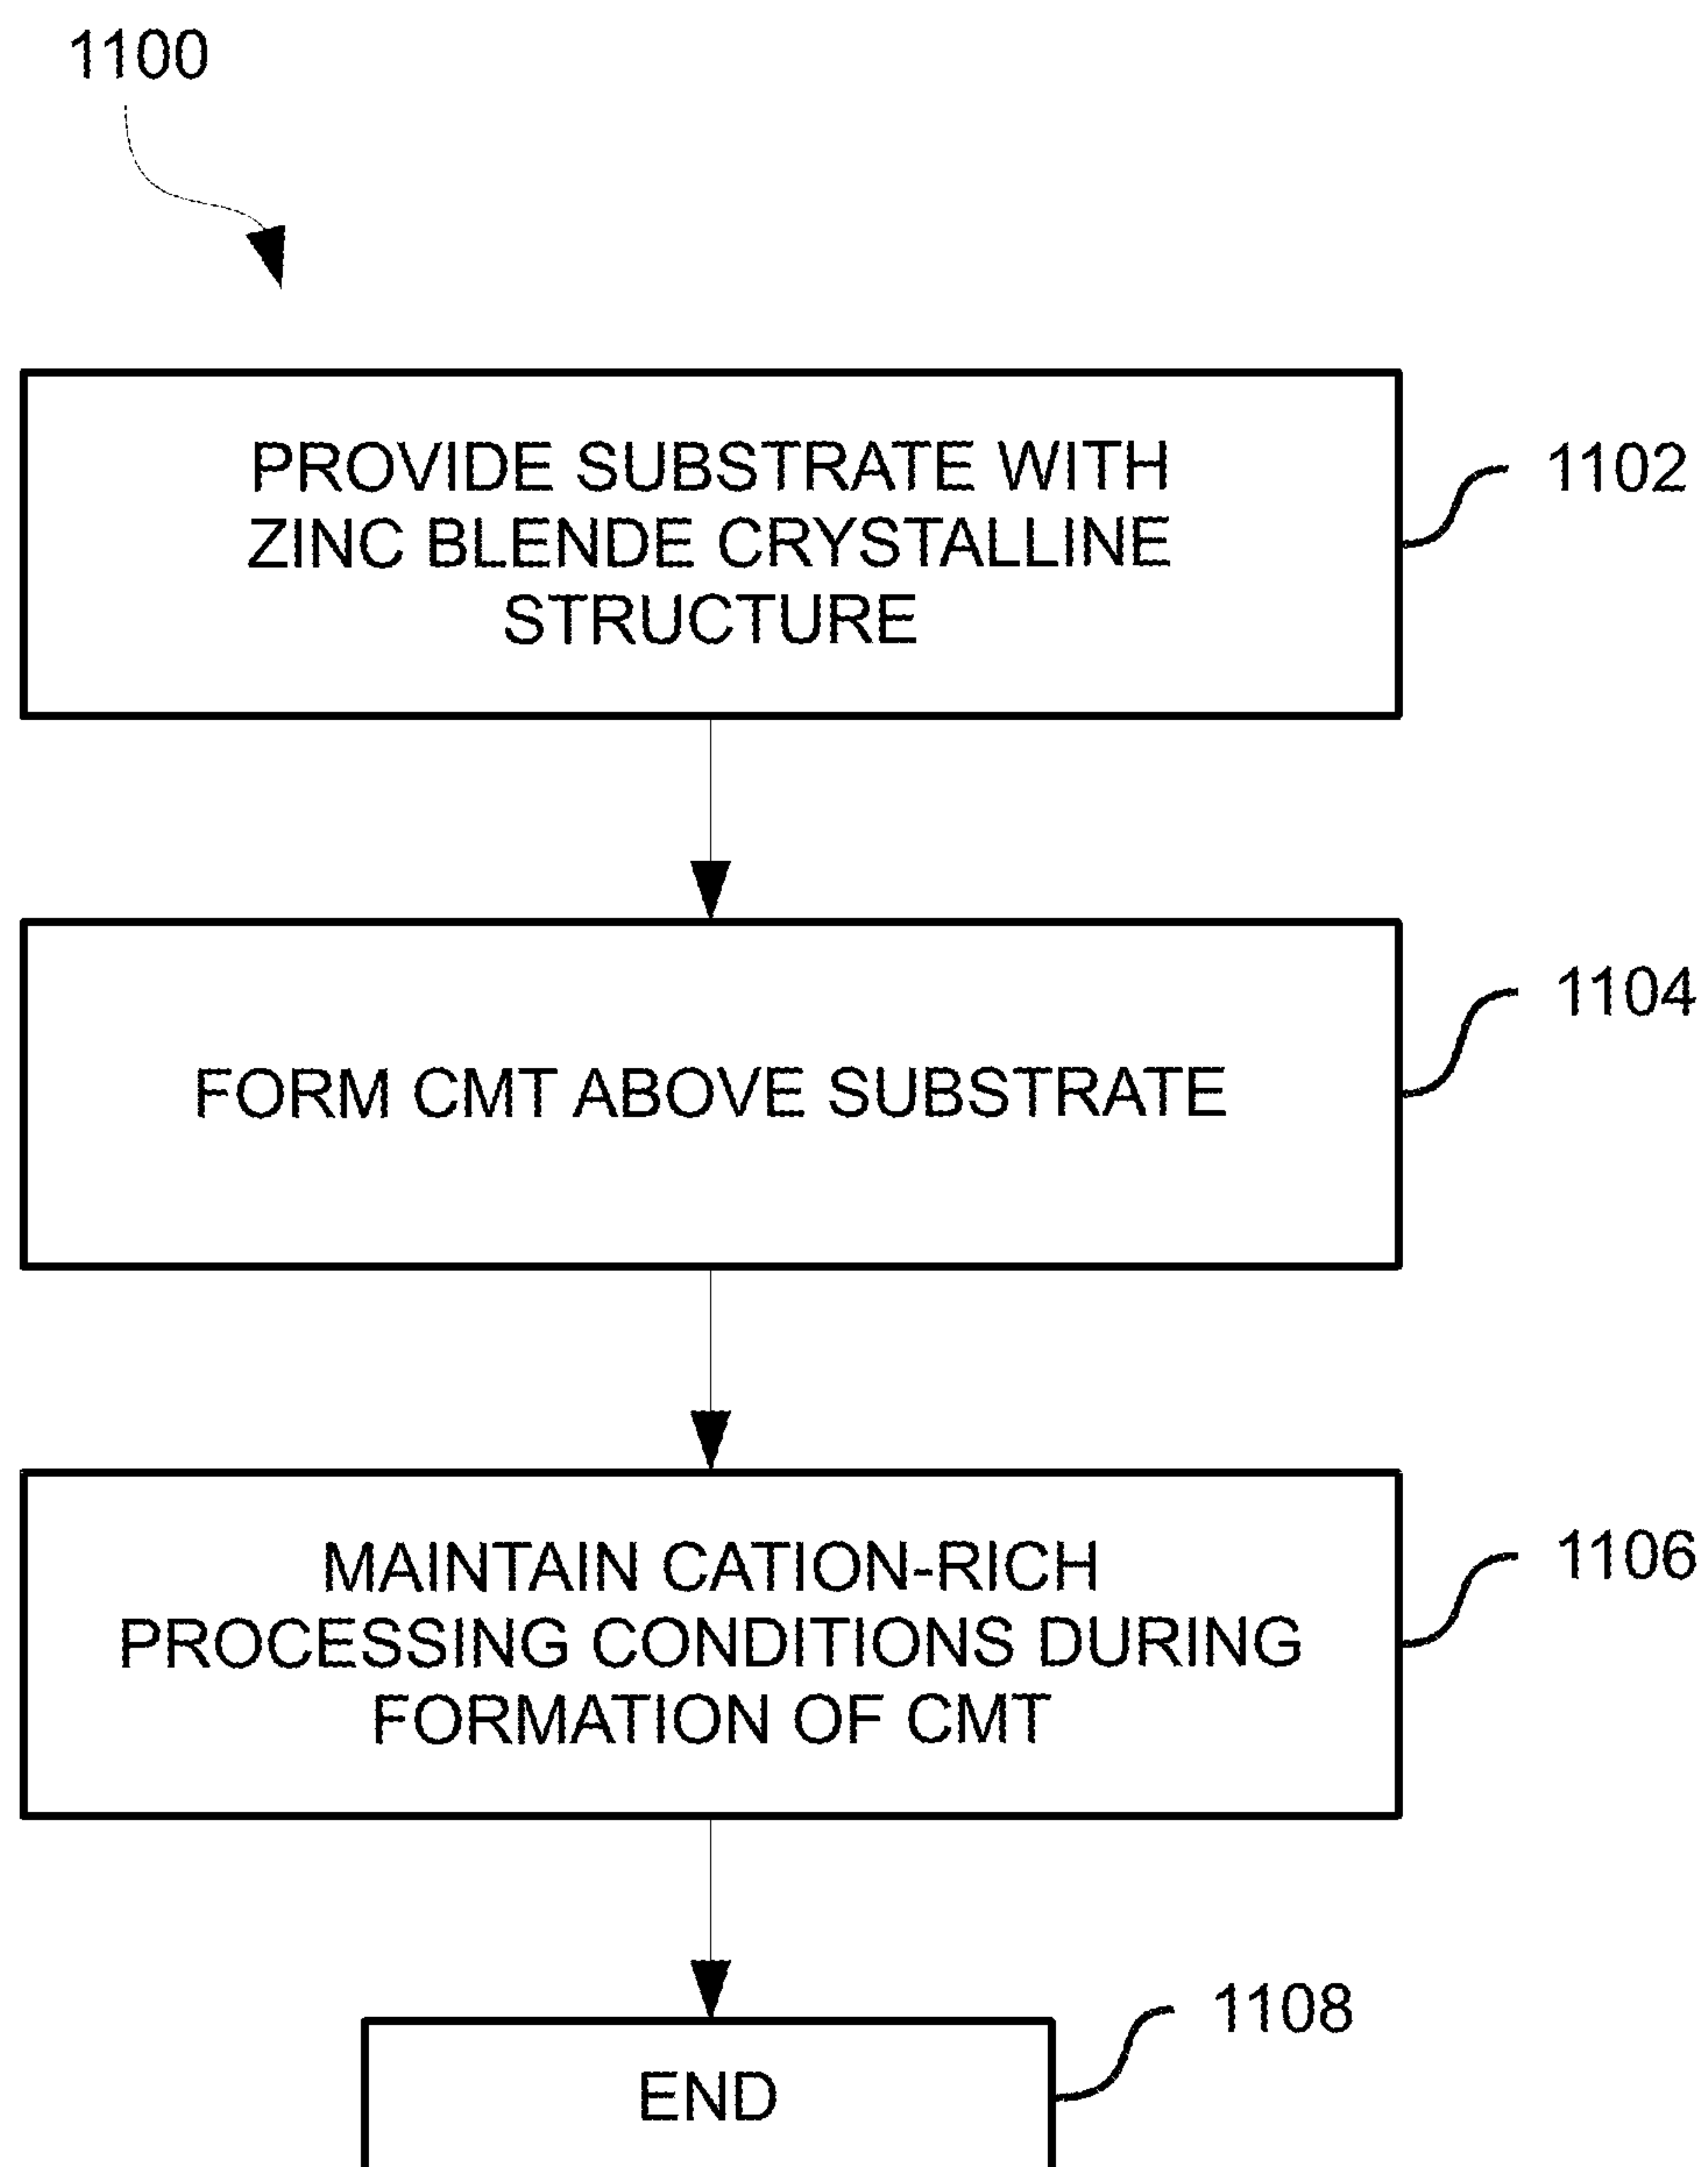 1100
PROVIDE SUBSTRATE WITH
ZINC BLENDE CRYSTALLINE
STRUCTURE
1102
FORM CMT ABOVE SUBSTRATE
1104
MAINTAIN CATION-RICH
PROCESSING CONDITIONS DURING
FORMATION OF CMT
1106
END
1108